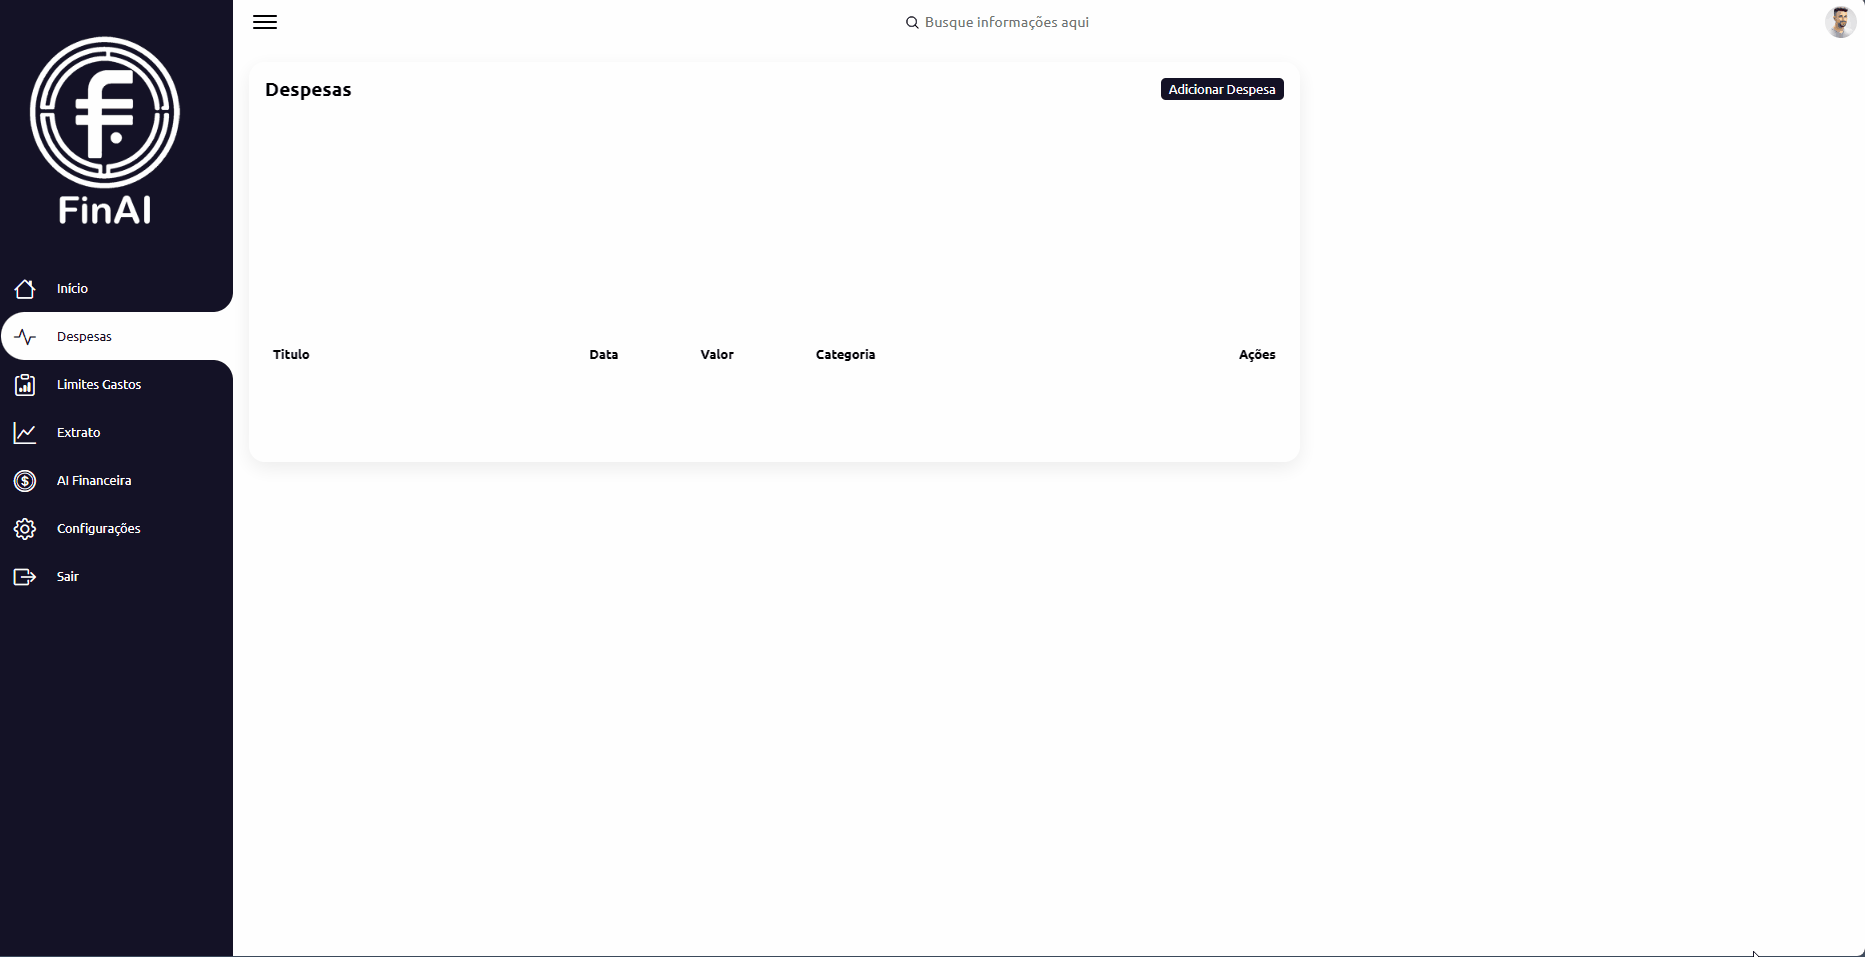 Busque informações aqui
FinAI
Início
Despesas
Limites Gastos
Extrato
AI Financeira
Configurações
Sair
Despesas
Adicionar Despesa
Titulo Data Valor Categoria Ações